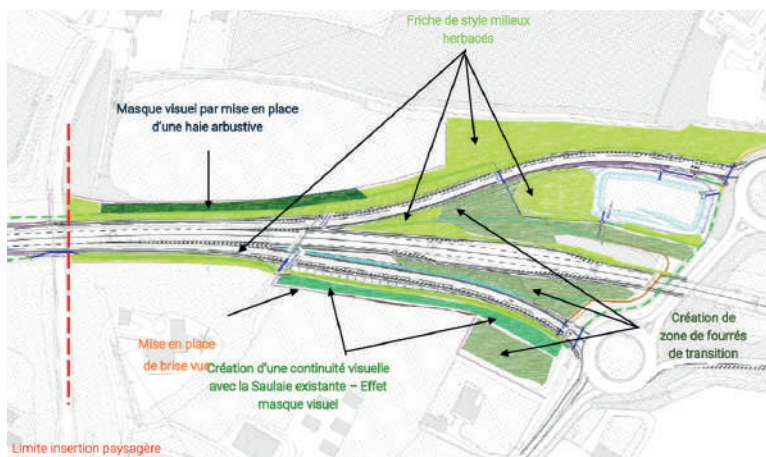 Friche de style milieux
herbacés
Masque visuel par mise en place
d'une haie arbustive
Mise en place
de brise vue
Création d'une continuité visuelle
avec la Saulaie existante – Effet
masque visuel
Création de
zone de fourrés
de transition
Limite insertion paysagère